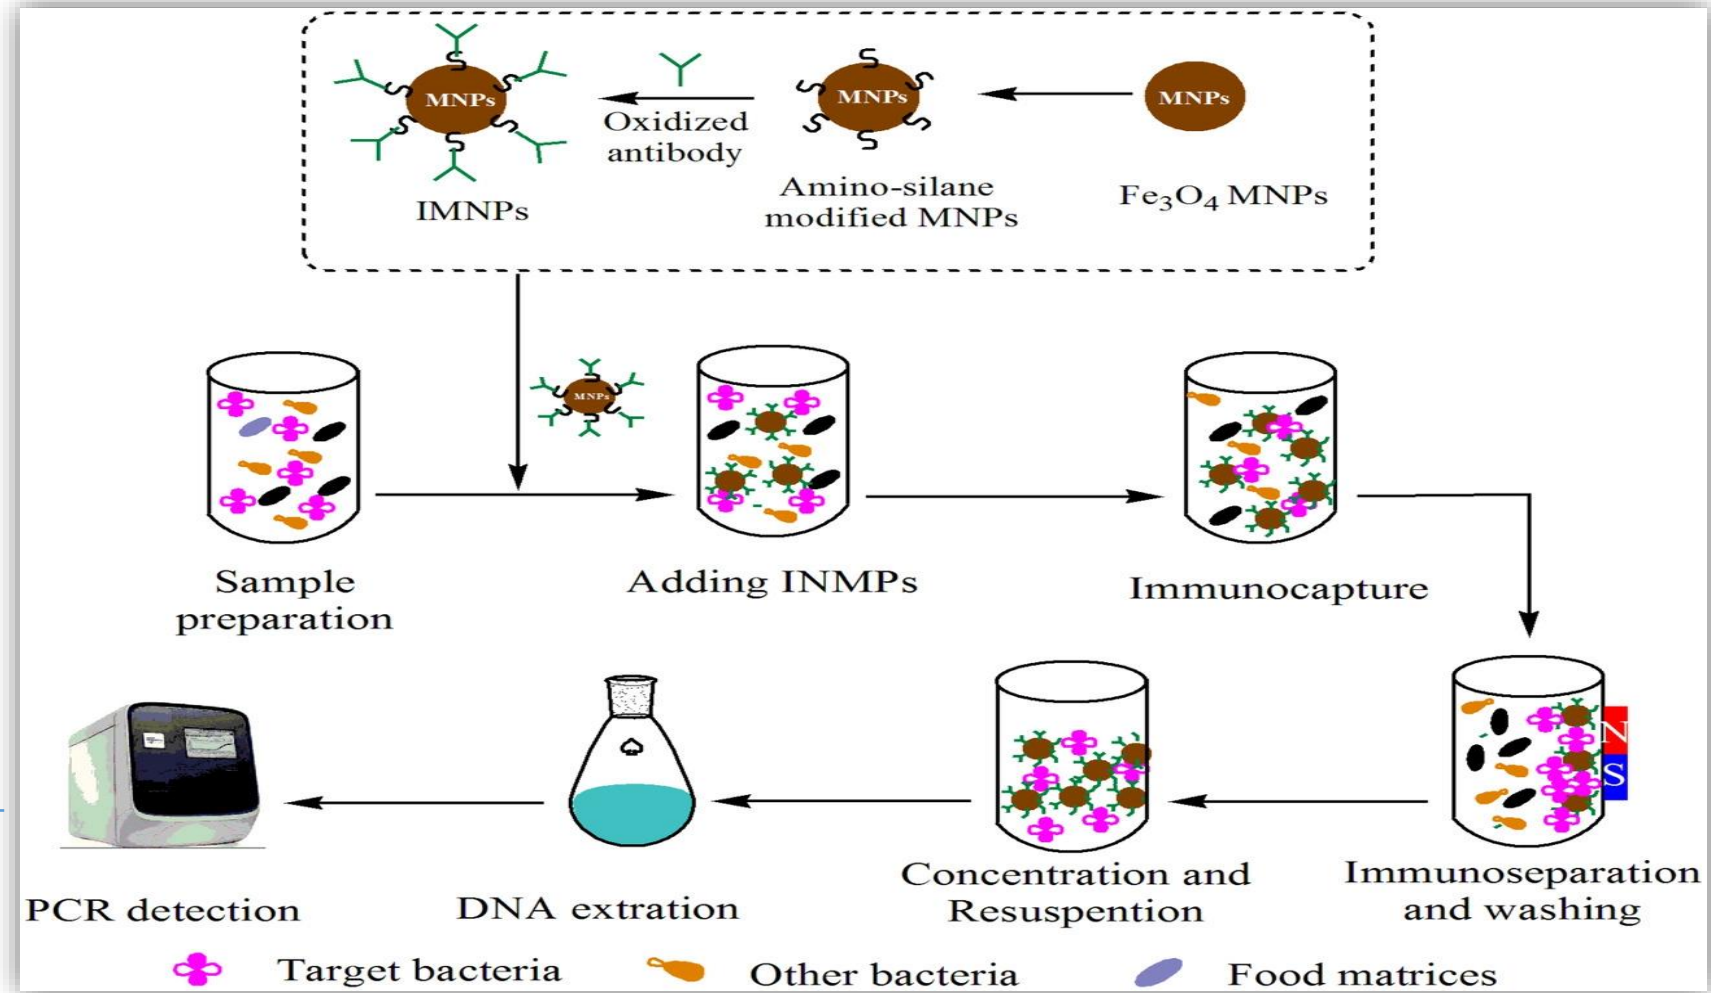 MNPs
MNPs
MNPs
Oxidized
antibody
IMNPs
Amino-silane
modified MNPs
Fe₃O₄ MNPs
MNPs
Sample
preparation
Adding INMPs
Immunocapture
N
S
PCR detection
DNA extration
Concentration and
Resuspention
Immunoseparation
and washing
Target bacteria
Other bacteria
Food matrices